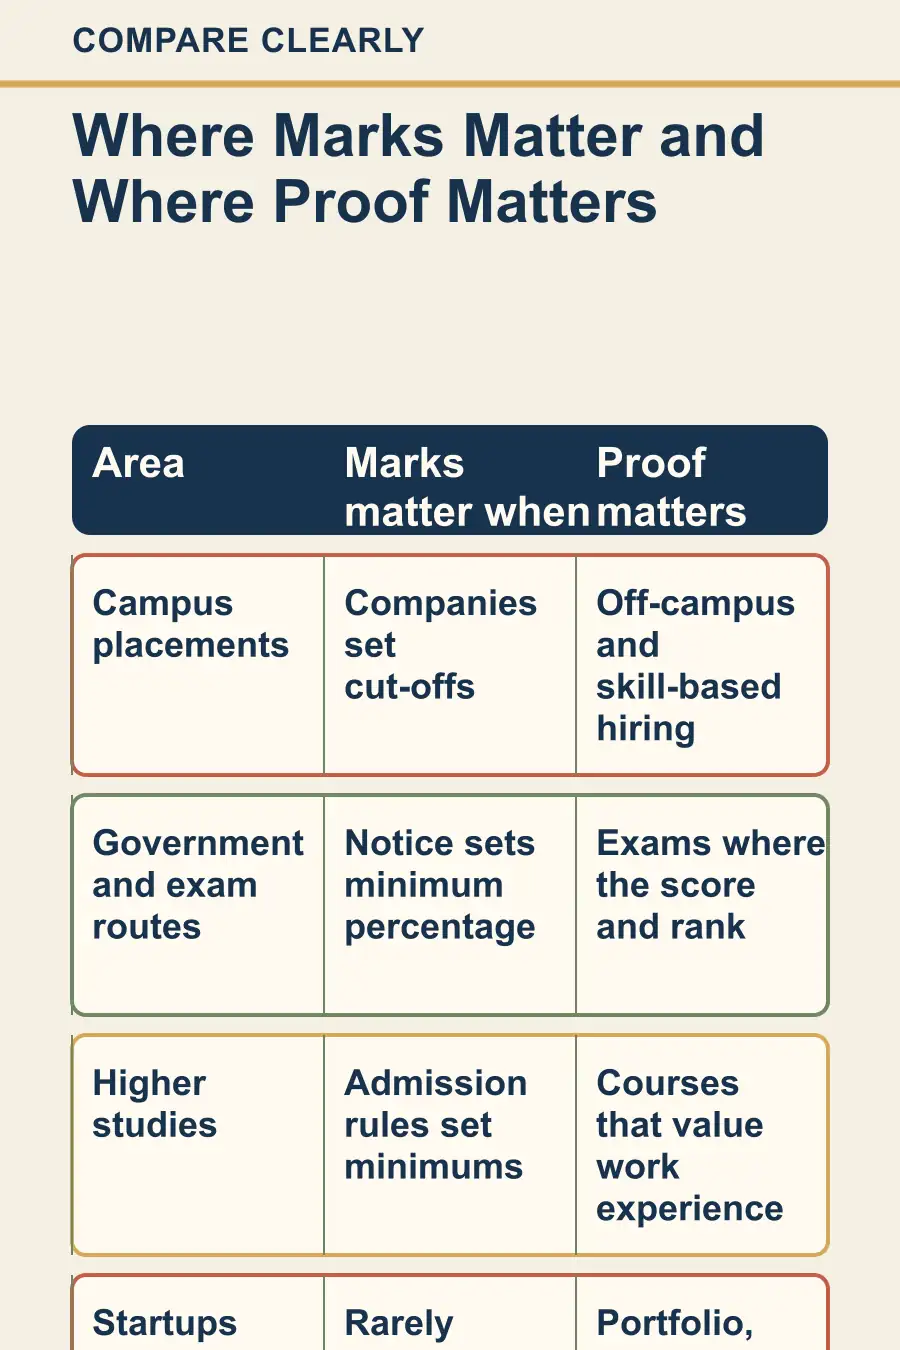 COMPARE CLEARLY
Where Marks Matter and
Where Proof Matters
Area
Marks
matter when
Proof
matters
Campus
placements
Companies
set
cut-offs
Off-campus
and
skill-based
hiring
Government
and exam
routes
Notice sets
minimum
percentage
Exams where
the score
and rank
Higher
studies
Admission
rules set
minimums
Courses
that value
work
experience
Startups
Rarely
Portfolio,